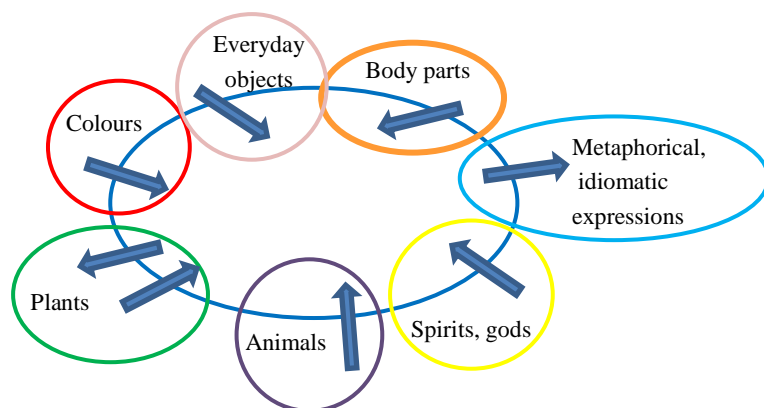 Everyday
objects
Body parts
Colours
Metaphorical,
idiomatic
expressions
Plants
Animals
Spirits, gods